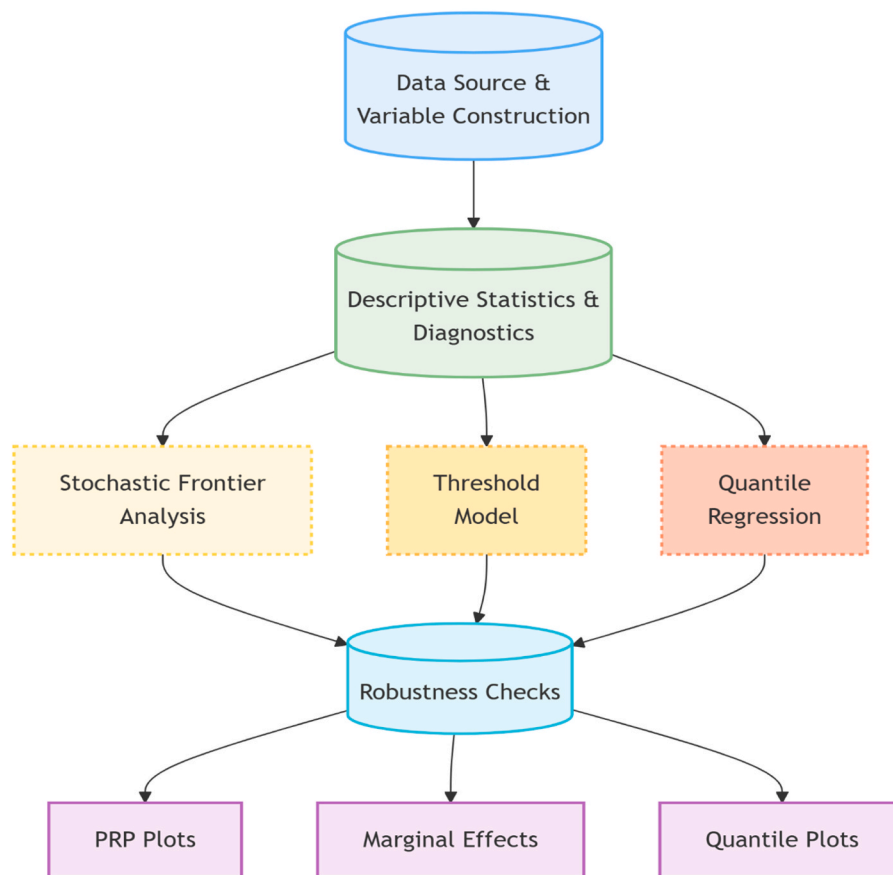 Data Source &
Variable Construction
Descriptive Statistics &
Diagnostics
Stochastic Frontier
Analysis
Threshold
Model
Quantile
Regression
Robustness Checks
PRP Plots
Marginal Effects
Quantile Plots